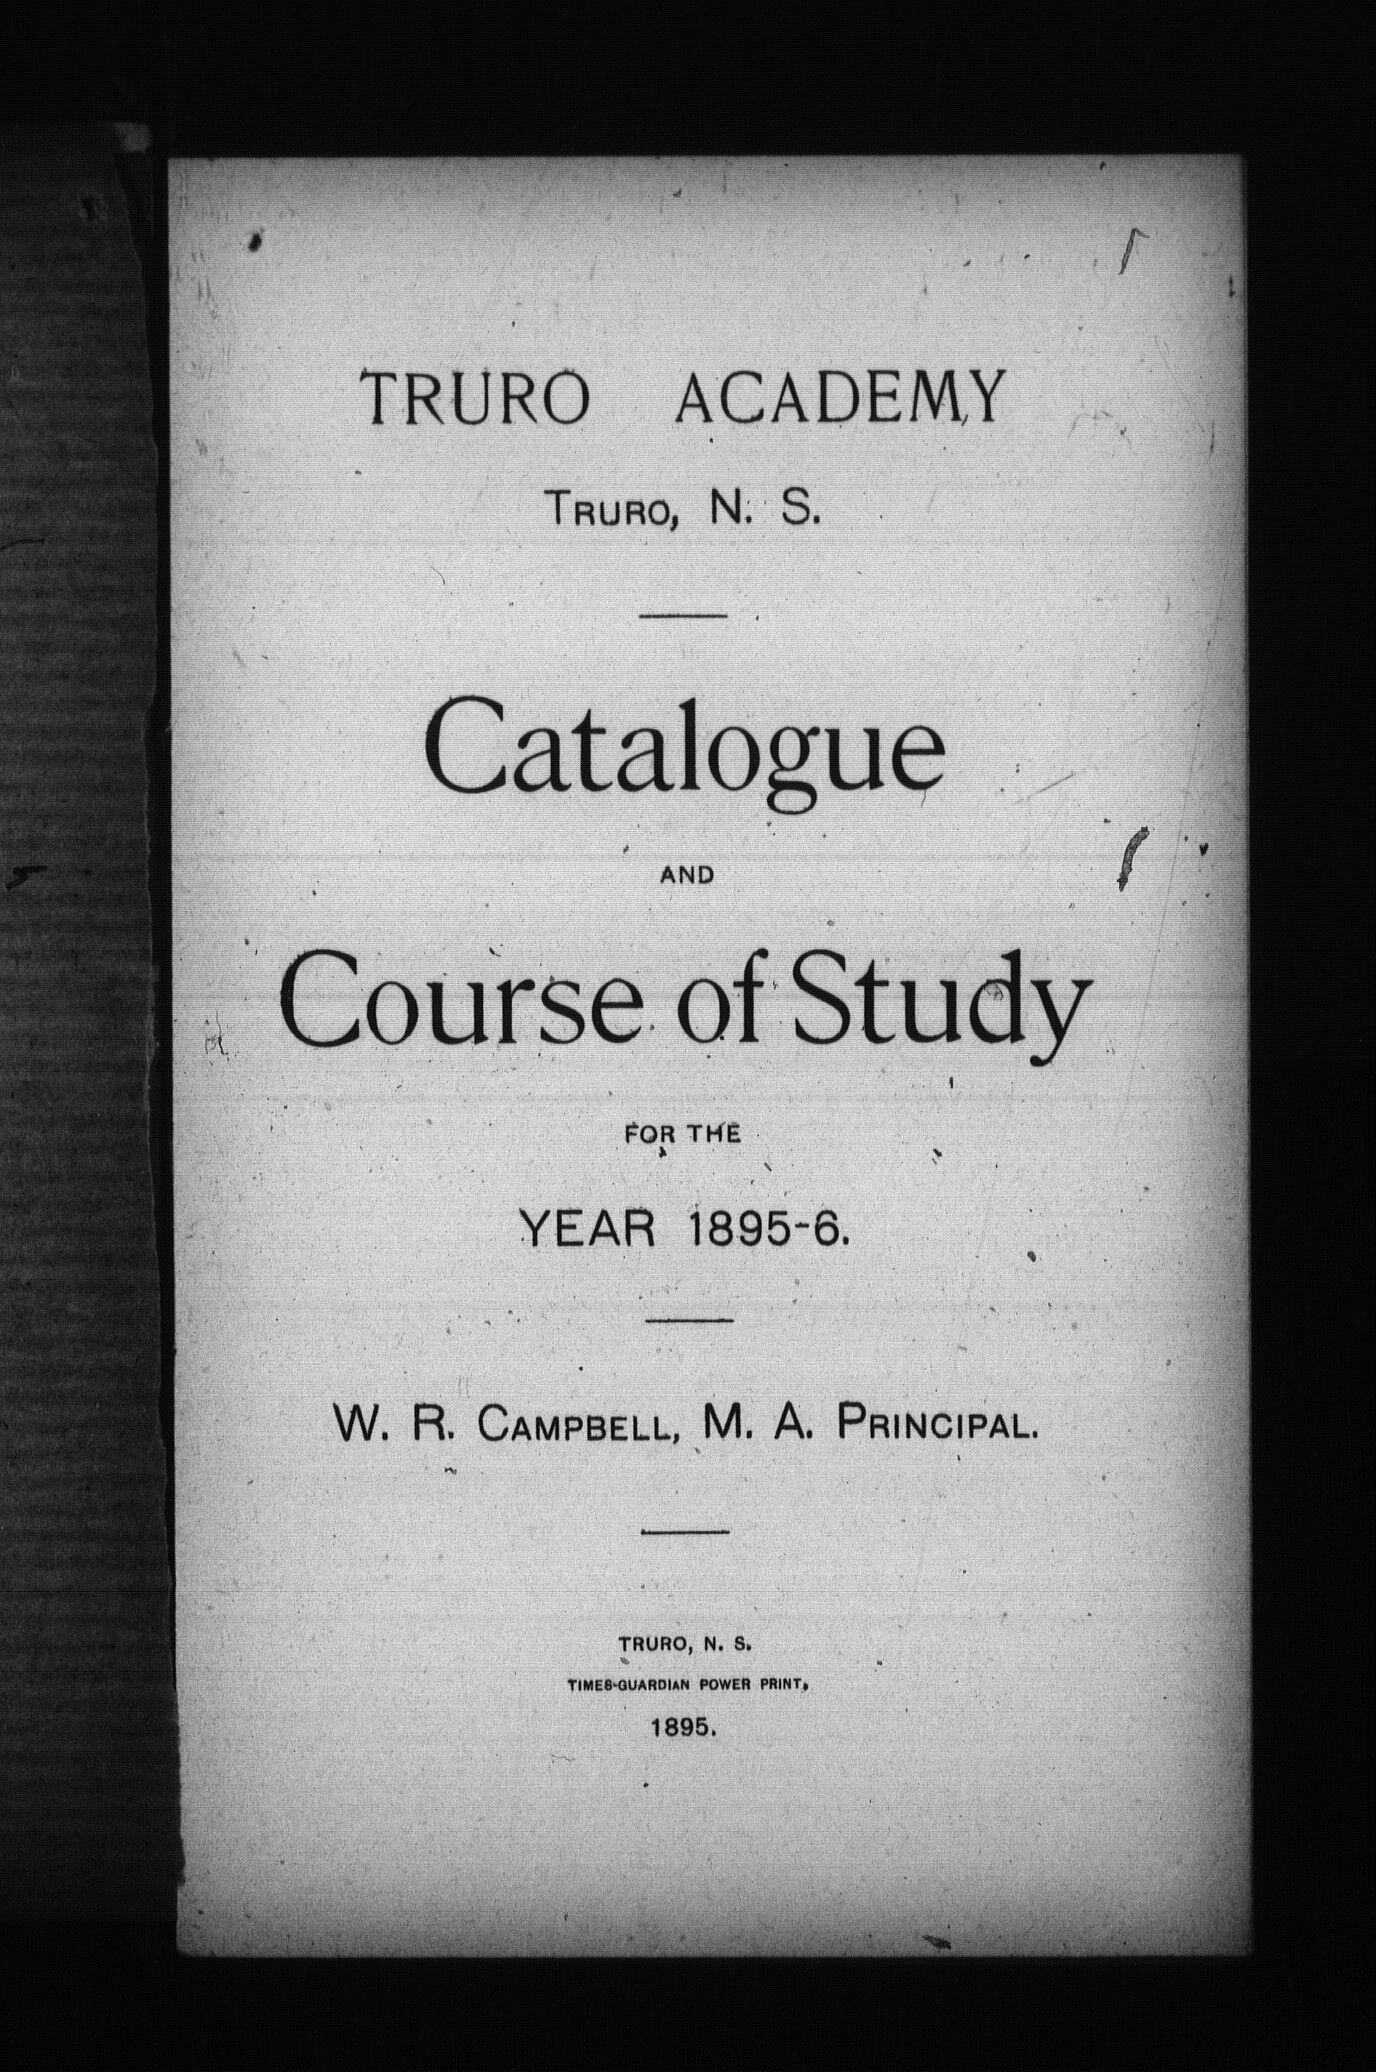 TRURO ACADEMY
TRURO, N. S.
Catalogue
AND
Course of Study
FOR THE
YEAR 1895-6.
W. R. CAMPBELL, M. A. PRINCIPAL.
TRURO, N. S.
TIMES-GUARDIAN POWER PRINT,
1895.